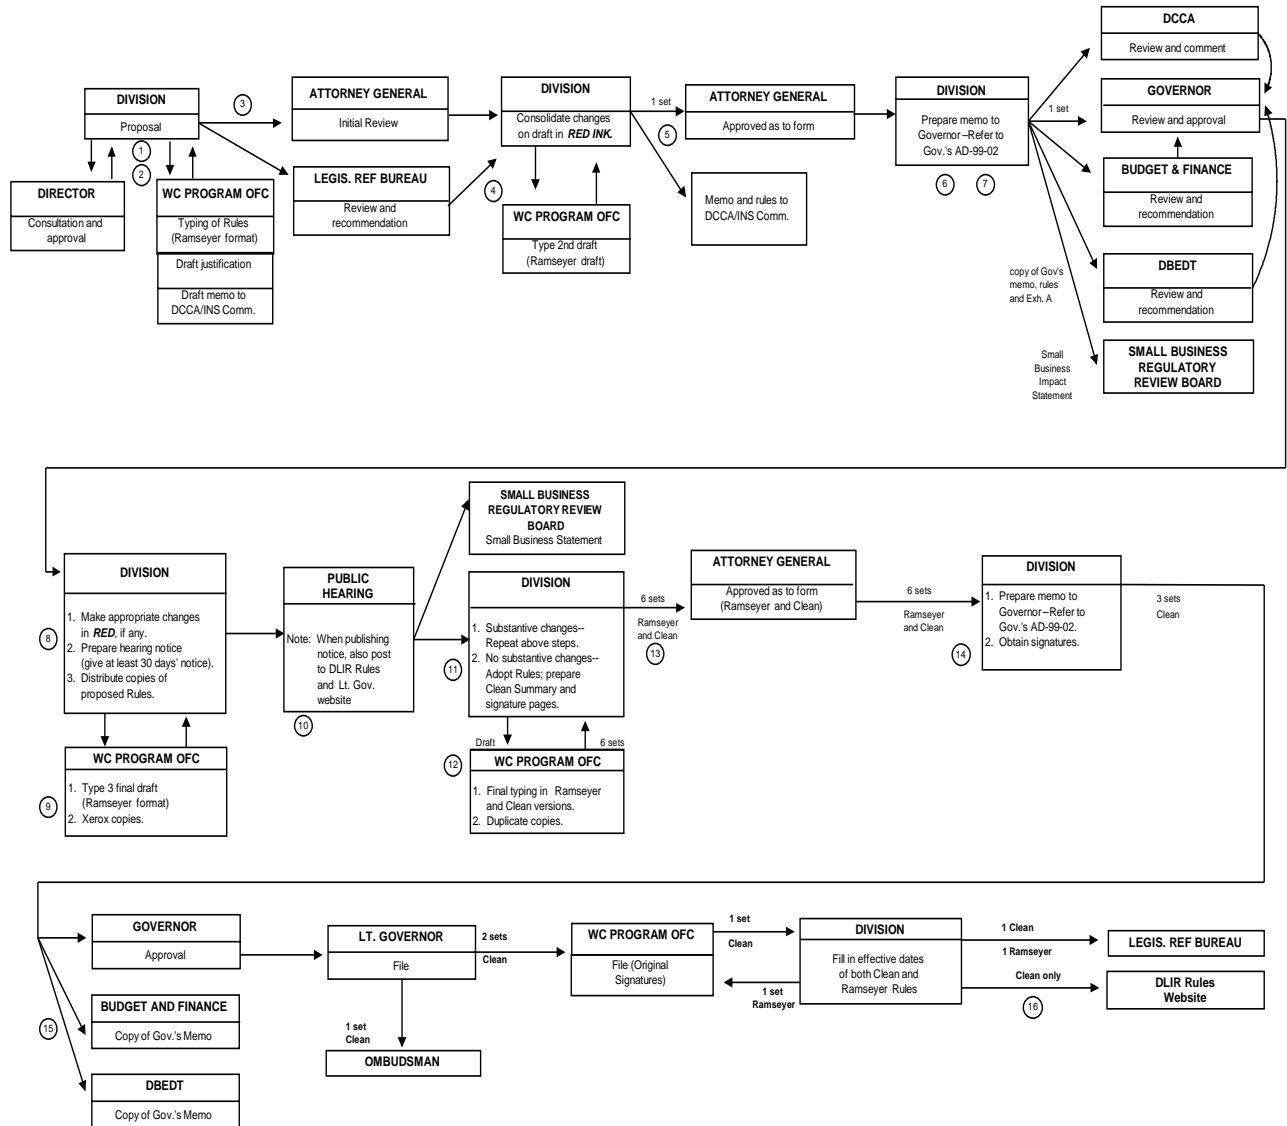 DCCA
Review and comment
DIVISION
Proposal
3
ATTORNEY GENERAL
Initial Review
DIVISION
Consolidate changes
on draft in RED INK.
1 set
5
ATTORNEY GENERAL
Approved as to form
DIVISION
Prepare memo to
Governor –Refer to
Gov.'s AD-99-02
6
7
1 set
GOVERNOR
Review and approval
1
2
DIRECTOR
Consultation and
approval
WC PROGRAM OFC
Typing of Rules
(Ramseyer format)
Draft justification
Draft memo to
DCCA/INS Comm.
LEGIS. REF BUREAU
Review and
recommendation
4
WC PROGRAM OFC
Type 2nd draft
(Ramseyer draft)
Memo and rules to
DCCA/INS Comm.
BUDGET & FINANCE
Review and
recommendation
copy of Gov's
memo, rules
and Exh. A
DBEDT
Review and
recommendation
Small
Business
Impact
Statement
SMALL BUSINESS
REGULATORY
REVIEW BOARD
8
DIVISION
1. Make appropriate changes
in RED, if any.
2. Prepare hearing notice
(give at least 30 days' notice).
3. Distribute copies of
proposed Rules.
9
WC PROGRAM OFC
1. Type 3 final draft
(Ramseyer format)
2. Xerox copies.
PUBLIC
HEARING
Note: When publishing
notice, also post
to DLIR Rules
and Lt. Gov.
website
10
SMALL BUSINESS
REGULATORY REVIEW
BOARD
Small Business Statement
11
DIVISION
1. Substantive changes--
Repeat above steps.
2. No substantive changes--
Adopt Rules; prepare
Clean Summary and
signature pages.
Draft
6 sets
12
WC PROGRAM OFC
1. Final typing in Ramseyer
and Clean versions.
2. Duplicate copies.
6 sets
Ramseyer
and Clean
13
ATTORNEY GENERAL
Approved as to form
(Ramseyer and Clean)
6 sets
Ramseyer
and Clean
14
DIVISION
1. Prepare memo to
Governor –Refer to
Gov.'s AD-99-02.
2. Obtain signatures.
3 sets
Clean
15
GOVERNOR
Approval
BUDGET AND FINANCE
Copy of Gov.'s Memo
DBEDT
Copy of Gov.'s Memo
LT. GOVERNOR
File
2 sets
Clean
1 set
Clean
OMBUDSMAN
WC PROGRAM OFC
File (Original
Signatures)
1 set
Clean
1 set
Ramseyer
DIVISION
Fill in effective dates
of both Clean and
Ramseyer Rules
1 Clean
1 Ramseyer
Clean only
16
LEGIS. REF BUREAU
DLIR Rules
Website